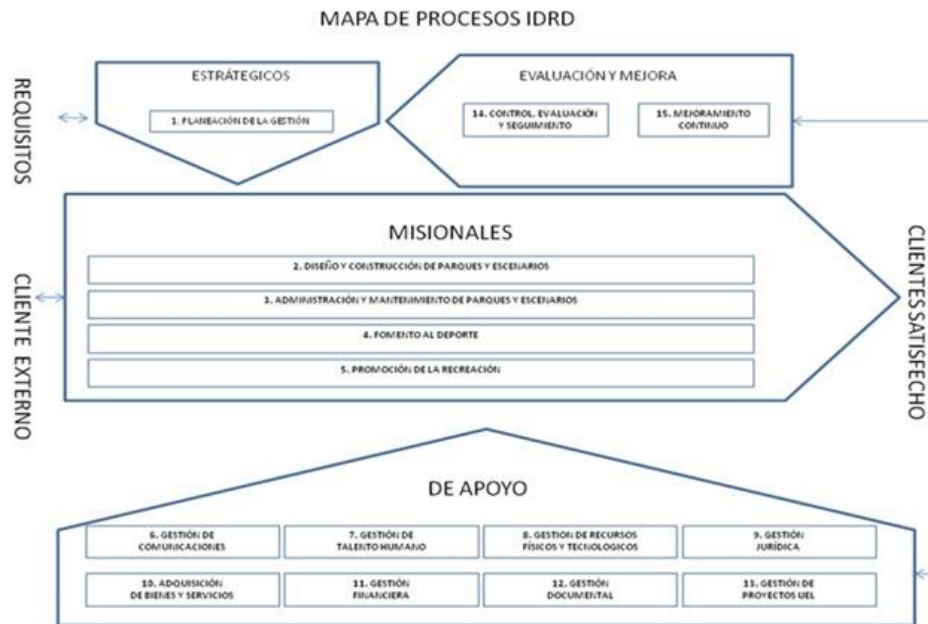 MAPA DE PROCESOS IDRD
REQUISITOS
ESTRÁTEGICOS
1. PLANEACIÓN DE LA GESTIÓN
EVALUACIÓN Y MEJORA
14. CONTROL, EVALUACIÓN
Y SEGUIMIENTO
15. MEJORAMIENTO
CONTINUO
CLIENTE EXTERNO
MISIONALES
2. DISEÑO Y CONSTRUCCIÓN DE PARQUES Y ESCENARIOS
3. ADMINISTRACIÓN Y MANTENIMIENTO DE PARQUES Y ESCENARIOS
4. FOMENTO AL DEPORTE
5. PROMOCIÓN DE LA RECREACIÓN
CLIENTES SATISFECHO
DE APOYO
6. GESTIÓN DE
COMUNICACIONES
7. GESTIÓN DE
TALENTO HUMANO
8. GESTION DE RECURSOS
FÍSICOS Y TECNOLOGICOS
9. GESTIÓN
JURÍDICA
10. ADQUISICIÓN
DE BIENES Y SERVICIOS
11. GESTIÓN
FINANCIERA
12. GESTIÓN
DOCUMENTAL
13. GESTIÓN DE
PROYECTOS UEL